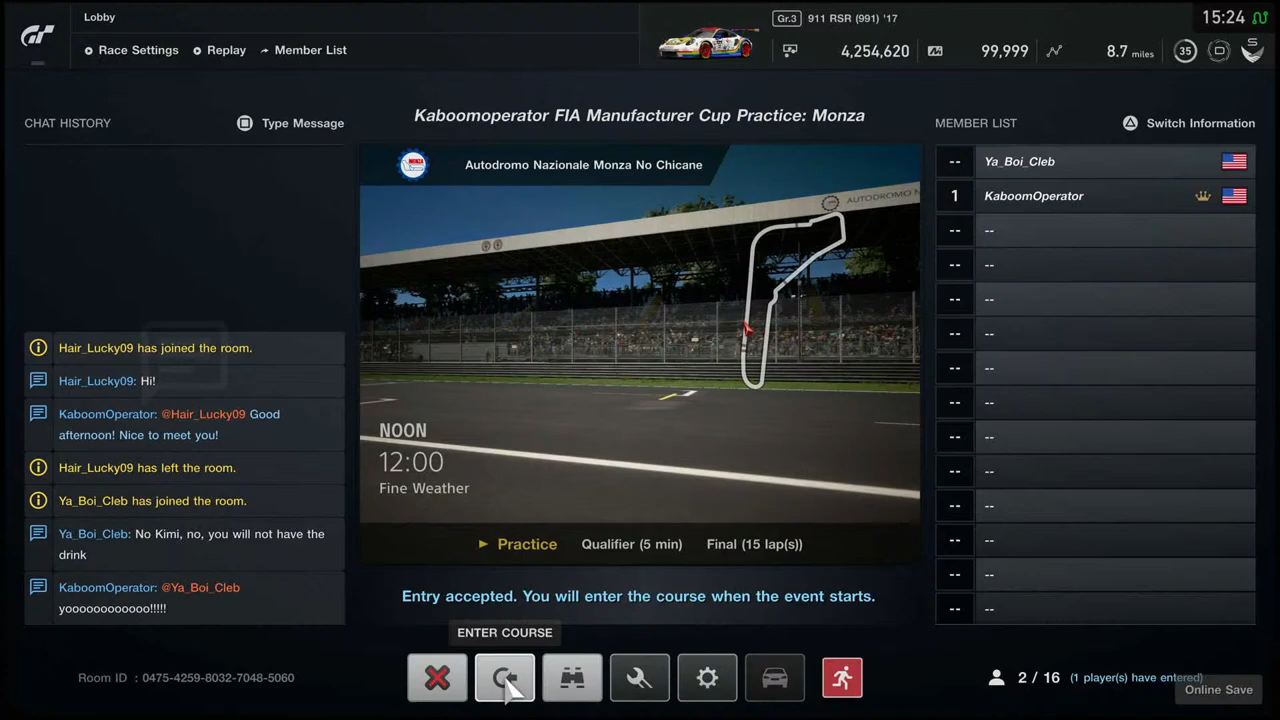 Lobby
Race Settings
Replay
Member List
Gr.3 911 RSR (991) '17
4,254,620
99,999
8.7 miles
35
S
15:24
CHAT HISTORY
Type Message
Kaboomoperator FIA Manufacturer Cup Practice: Monza
MEMBER LIST
Switch Information
MONZA
Autodromo Nazionale Monza No Chicane
AUTODROMO N
-- Ya_Boi_Cleb
1 KaboomOperator
-- --
-- --
-- --
-- --
-- --
-- --
-- --
-- --
-- --
-- --
-- --
-- --
Hair_Lucky09 has joined the room.
Hair_Lucky09: Hi!
KaboomOperator: @Hair_Lucky09 Good
afternoon! Nice to meet you!
Hair_Lucky09 has left the room.
Ya_Boi_Cleb has joined the room.
Ya_Boi_Cleb: No Kimi, no, you will not have the
drink
KaboomOperator: @Ya_Boi_Cleb
yoooooooooooo!!!!!
NOON
12:00
Fine Weather
Practice
Qualifier (5 min)
Final (15 lap(s))
Entry accepted. You will enter the course when the event starts.
ENTER COURSE
Room ID : 0475-4259-8032-7048-5060
2 / 16 (1 player(s) have entered)
Online Save